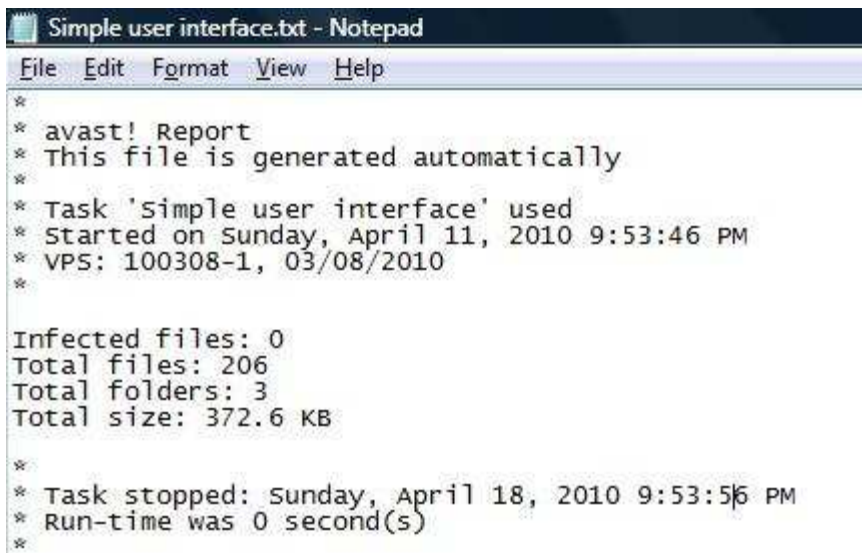 Simple user interface.txt - Notepad
File Edit Format View Help
*
* avast! Report
* This file is generated automatically
*
* Task 'Simple user interface' used
* Started on Sunday, April 11, 2010 9:53:46 PM
* VPS: 100308-1, 03/08/2010
*
Infected files: 0
Total files: 206
Total folders: 3
Total size: 372.6 KB
*
* Task stopped: Sunday, April 18, 2010 9:53:56 PM
* Run-time was 0 second(s)
*